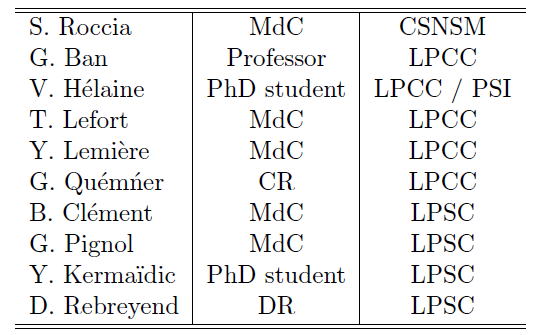 S. Roccia MdC CSNSM
G. Ban Professor LPCC
V. Hélaine PhD student LPCC / PSI
T. Lefort MdC LPCC
Y. Lemière MdC LPCC
G. Quémńer CR LPCC
B. Clément MdC LPSC
G. Pignol MdC LPSC
Y. Kermaïdic PhD student LPSC
D. Rebreyend DR LPSC